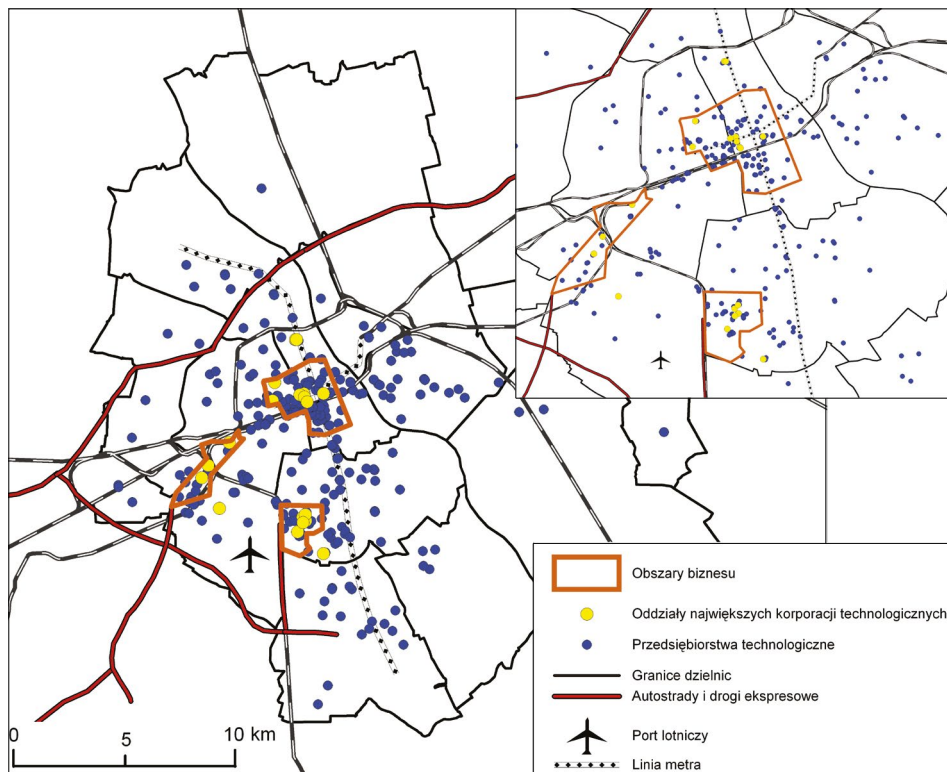 Obszary biznesu
Oddziały największych korporacji technologicznych
Przedsiębiorstwa technologiczne
Granice dzielnic
Autostrady i drogi ekspresowe
Port lotniczy
Linia metra
0 5 10 km